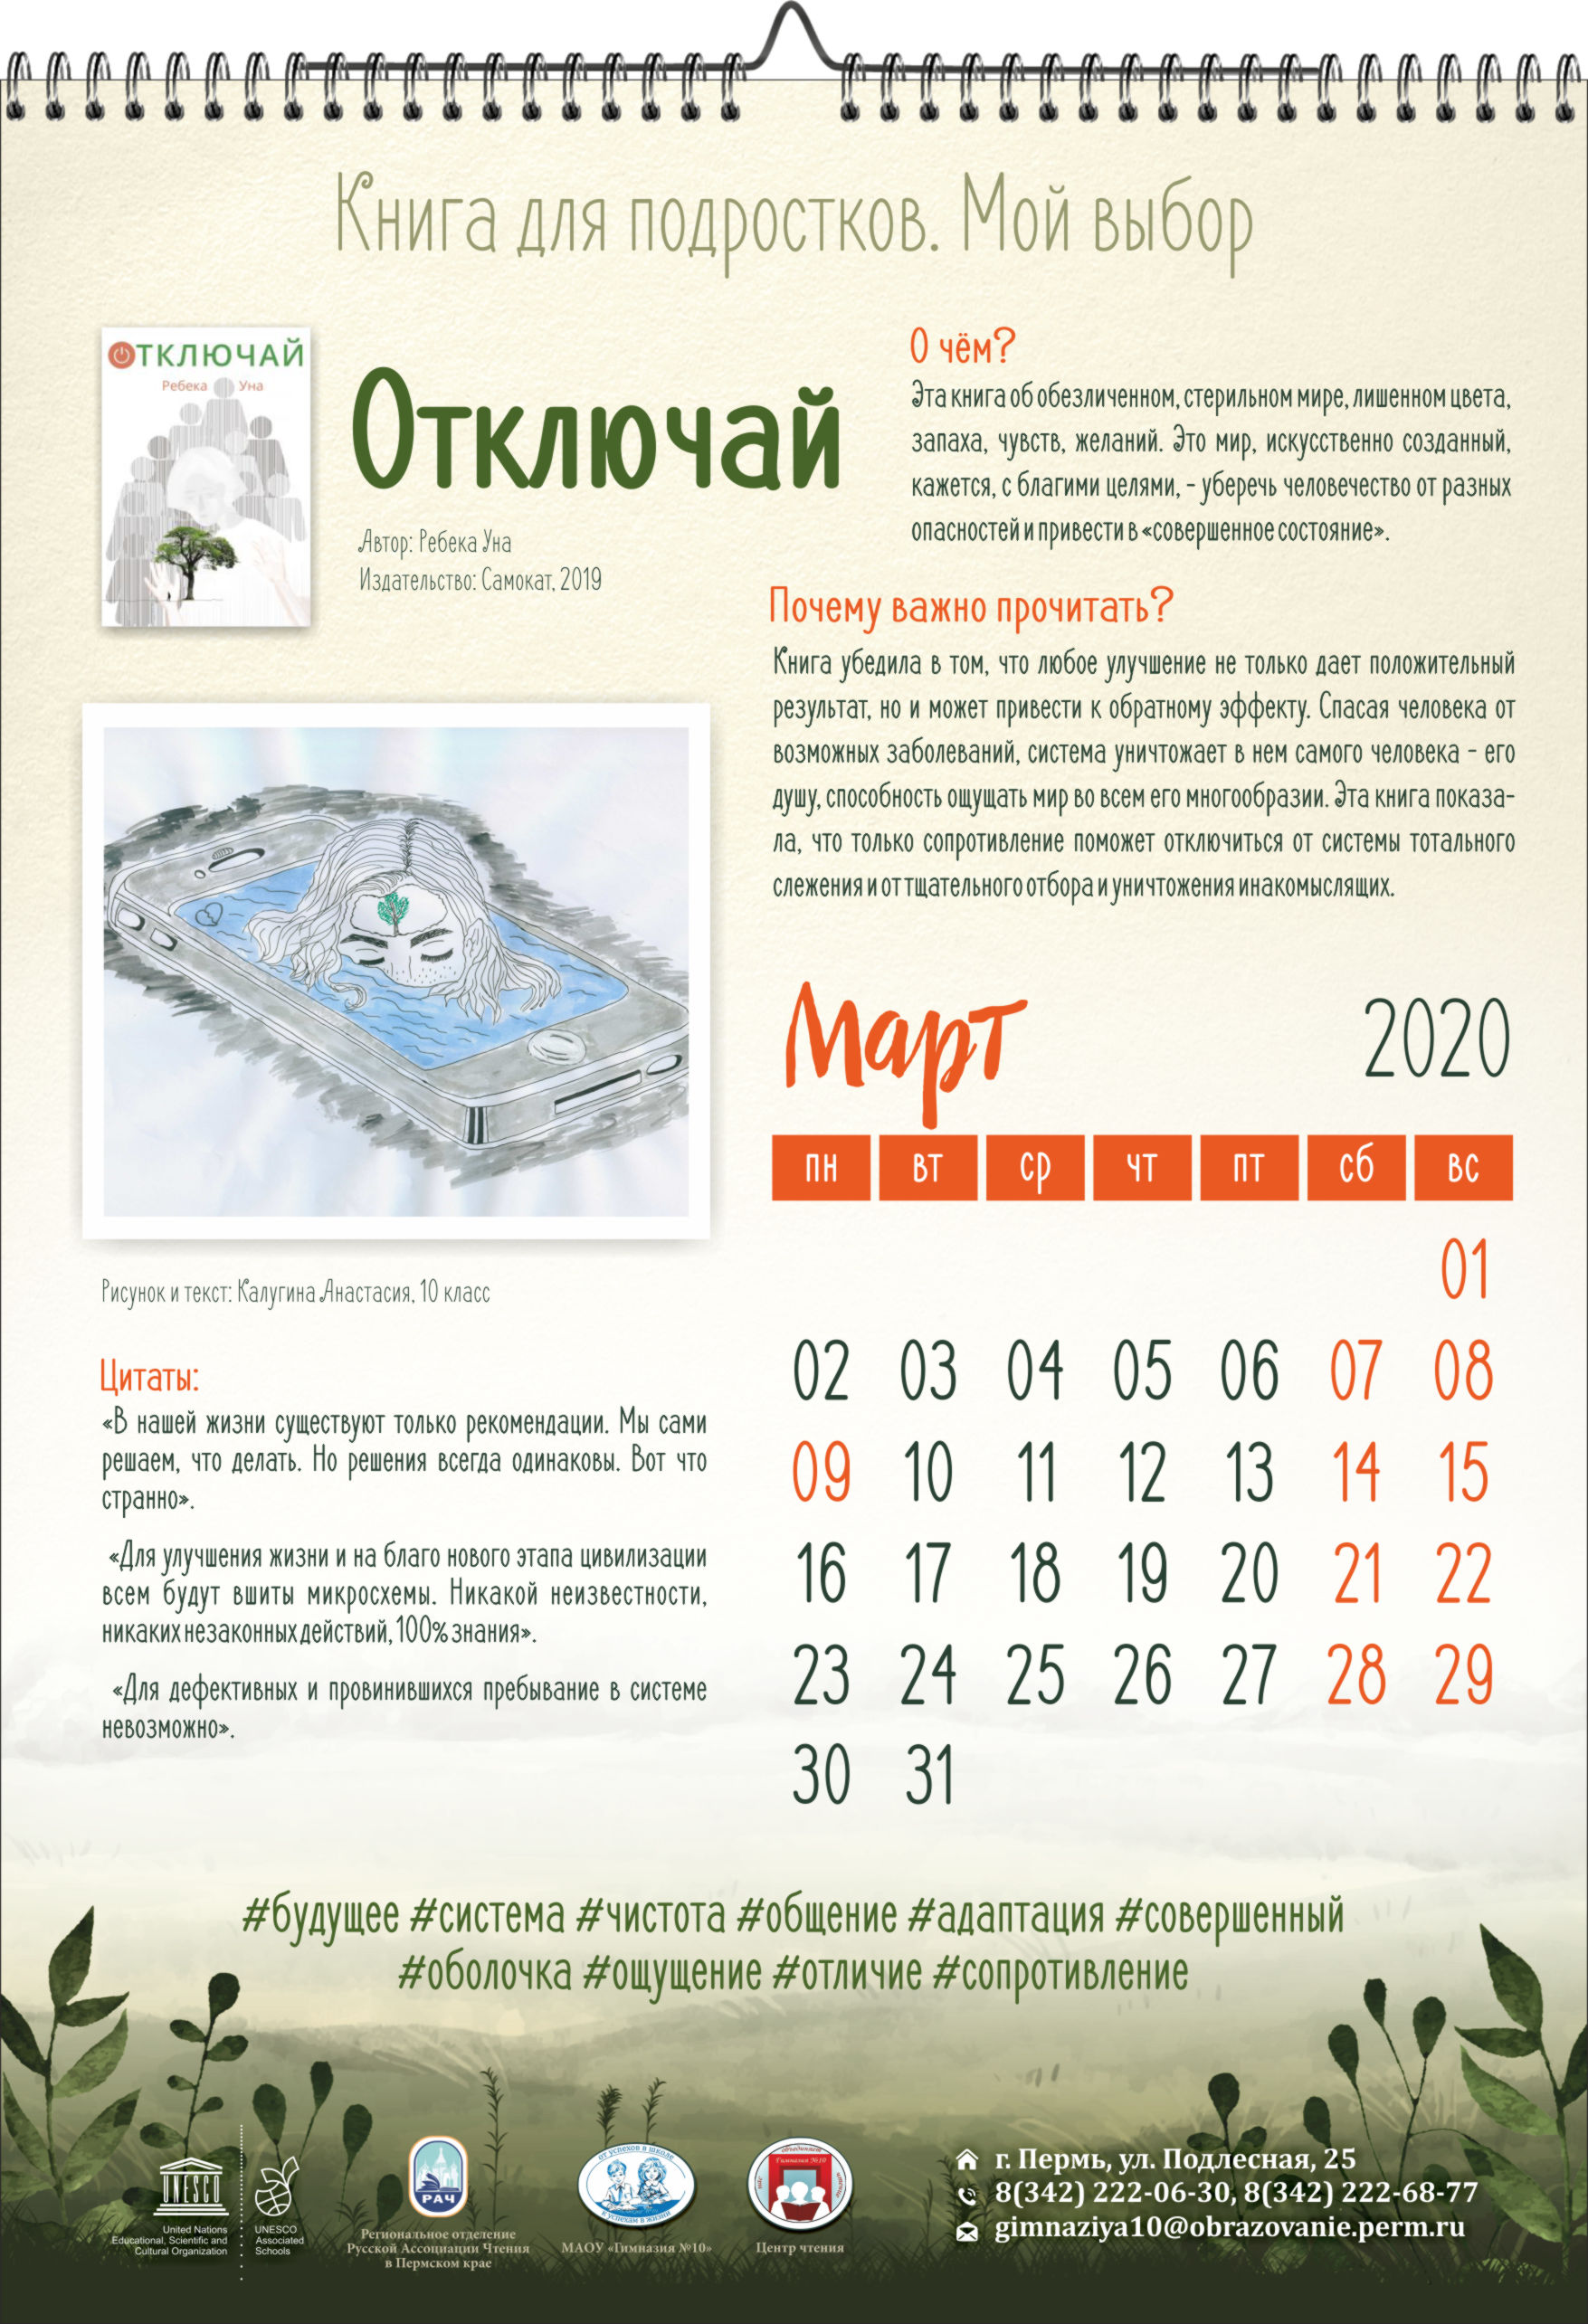 Книга для подростков. Мой выбор
ОТКЛЮЧАЙ
Ребека Уна
Отключай
Автор: Ребека Уна
Издательство: Самокат, 2019
О чём?
Эта книга об обезличенном, стерильном мире, лишенном цвета,
запаха, чувств, желаний. Это мир, искусственно созданный,
кажется, с благими целями, - уберечь человечество от разных
опасностей и привести в «совершенное состояние».
Почему важно прочитать?
Книга убедила в том, что любое улучшение не только дает положительный
результат, но и может привести к обратному эффекту. Спасая человека от
возможных заболеваний, система уничтожает в нем самого человека - его
душу, способность ощущать мир во всем его многообразии. Эта книга показа-
ла, что только сопротивление поможет отключиться от системы тотального
слежения и от тщательного отбора и уничтожения инакомыслящих.
Рисунок и текст: Калугина Анастасия, 10 класс
Цитаты:
«В нашей жизни существуют только рекомендации. Мы сами
решаем, что делать. Но решения всегда одинаковы. Вот что
странно».
«Для улучшения жизни и на благо нового этапа цивилизации
всем будут вшиты микросхемы. Никакой неизвестности,
никаких незаконных действий, 100% знания».
«Для дефективных и провинившихся пребывание в системе
невозможно».
Март 2020
пн вт ср чт пт сб вс
01
02 03 04 05 06 07 08
09 10 11 12 13 14 15
16 17 18 19 20 21 22
23 24 25 26 27 28 29
30 31
#будущее #система #чистота #общение #адаптация #совершенный
#оболочка #ощущение #отличие #сопротивление
UNESCO
United Nations
Educational, Scientific and
Cultural Organization
UNESCO
Associated
Schools
РАЧ
Региональное отделение
Русской Ассоциации Чтения
в Пермском крае
от успехов в школе
к успехам в жизни
МАОУ «Гимназия №10»
Гимназия №10
Центр чтения
г. Пермь, ул. Подлесная, 25
8(342) 222-06-30, 8(342) 222-68-77
gimnaziya10@obrazovanie.perm.ru